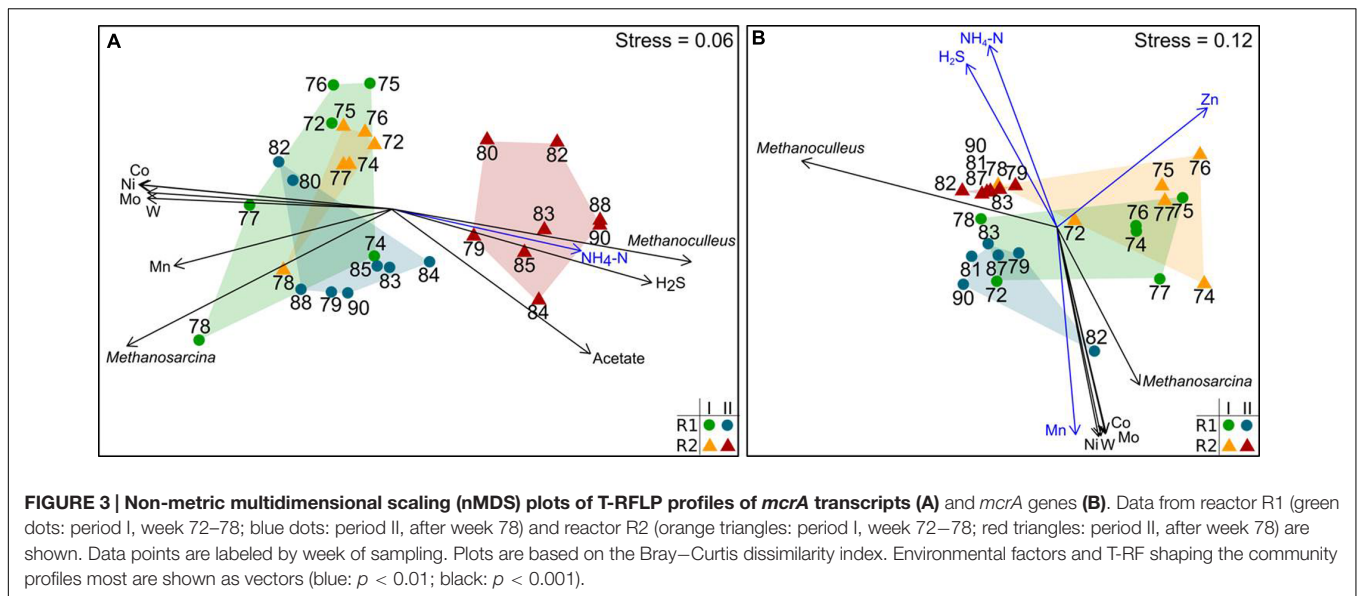 A
Stress = 0.06
76
75
72
75
76
72
74
77
82
80
77
78
74
85
83
84
88
79
90
78
80
82
83
88
90
79
85
84
Co
Ni
Mo
W
Mn
Methanosarcina
Methanoculleus
NH4-N
H2S
Acetate
I II
R1
R2
B
Stress = 0.12
NH4-N
H2S
Zn
Methanoculleus
90
81
78
79
82
87
83
75
76
77
75
76
74
72
78
83
81
87
79
90
72
77
74
82
Methanosarcina
Mn
Co
Ni
W
Mo
I II
R1
R2
FIGURE 3 | Non-metric multidimensional scaling (nMDS) plots of T-RFLP profiles of mcrA transcripts (A) and mcrA genes (B). Data from reactor R1 (green
dots: period I, week 72–78; blue dots: period II, after week 78) and reactor R2 (orange triangles: period I, week 72–78; red triangles: period II, after week 78) are
shown. Data points are labeled by week of sampling. Plots are based on the Bray–Curtis dissimilarity index. Environmental factors and T-RF shaping the community
profiles most are shown as vectors (blue: p < 0.01; black: p < 0.001).